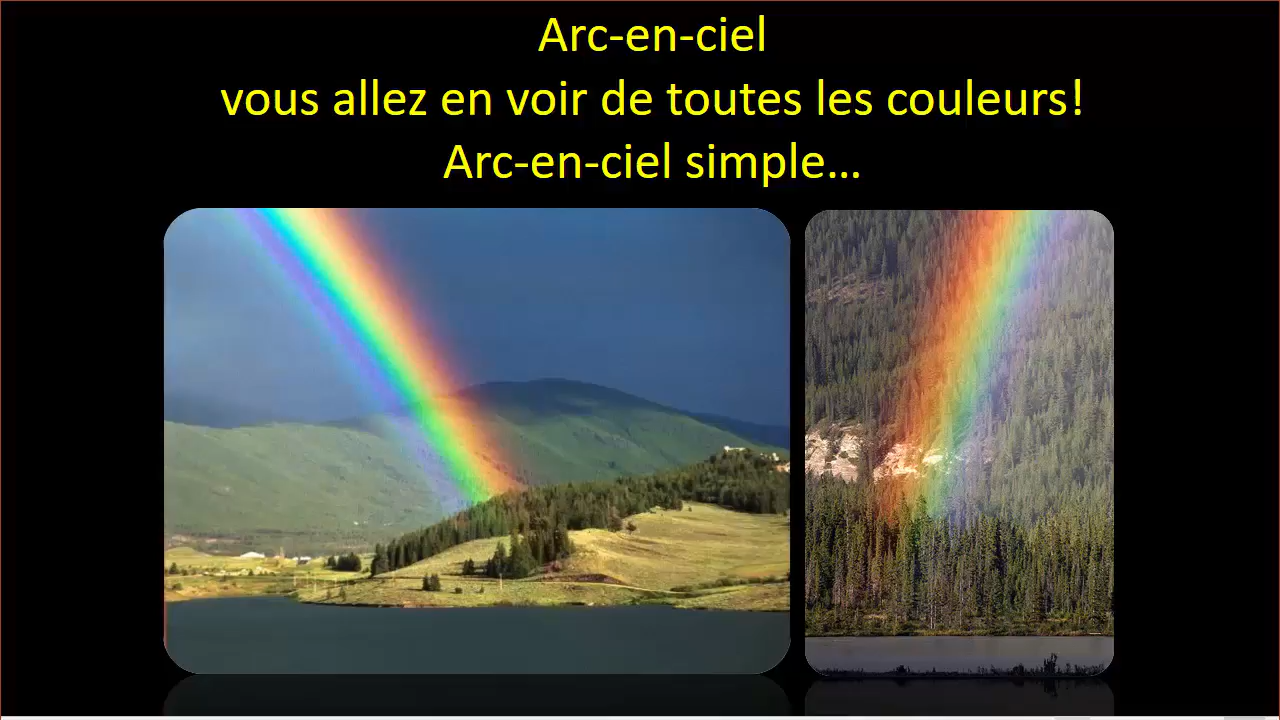 Arc-en-ciel
vous allez en voir de toutes les couleurs!
Arc-en-ciel simple…